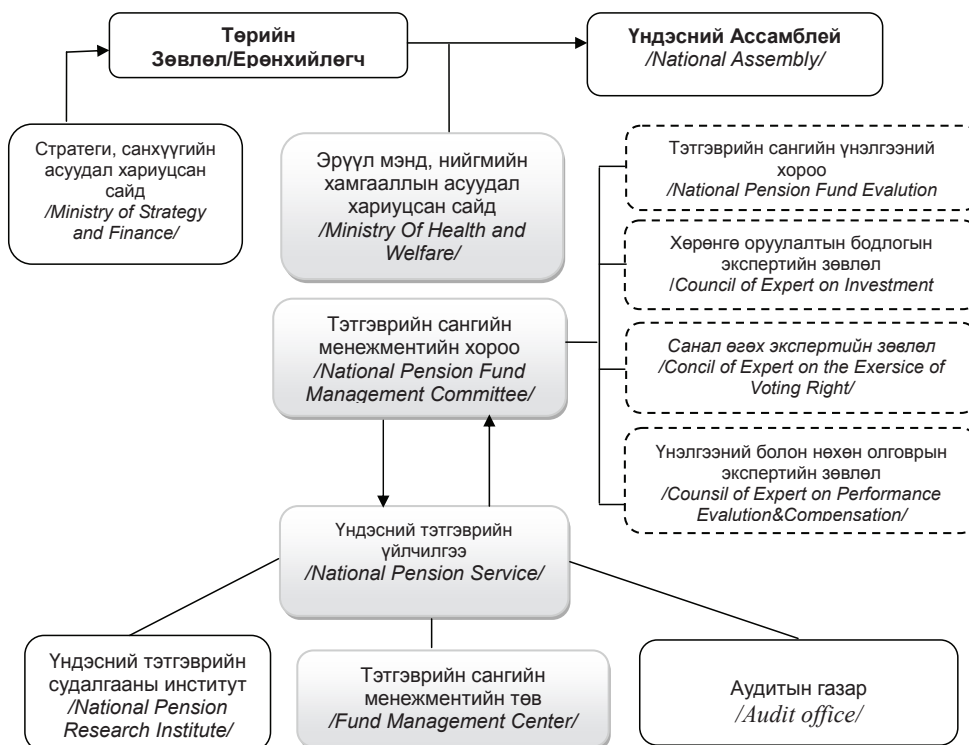 Төрийн
Зөвлөл/Ерөнхийлөгч
Үндэсний Ассамблей
/National Assembly/
Стратеги, санхүүгийн
асуудал хариуцсан
сайд
/Ministry of Strategy
and Finance/
Эрүүл мэнд, нийгмийн
хамгааллын асуудал
хариуцсан сайд
/Ministry Of Health and
Welfare/
Тэтгэврийн сангийн үнэлгээний
хороо
/National Pension Fund Evalution
Хөрөнгө оруулалтын бодлогын
экспертийн зөвлөл
/Council of Expert on Investment
Тэтгэврийн сангийн
менежментийн хороо
/National Pension Fund
Management Committee/
Санал өгөх экспертийн зөвлөл
/Concil of Expert on the Exersice of
Voting Right/
Үнэлгээний болон нөхөн олговрын
экспертийн зөвлөл
/Counsil of Expert on Performance
Evalution&Compensation/
Үндэсний тэтгэврийн
үйлчилгээ
/National Pension Service/
Үндэсний тэтгэврийн
судалгааны институт
/National Pension
Research Institute/
Тэтгэврийн сангийн
менежментийн төв
/Fund Management Center/
Аудитын газар
/Audit office/